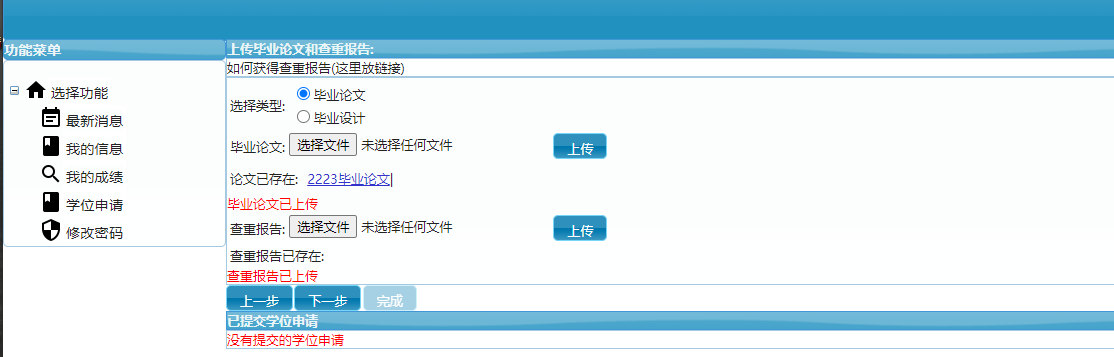 功能菜单
选择功能
最新消息
我的信息
我的成绩
学位申请
修改密码
上传毕业论文和查重报告:
如何获得查重报告(这里放链接)
选择类型: 毕业论文
毕业设计
毕业论文: 选择文件 未选择任何文件 上传
论文已存在: 2223毕业论文|
毕业论文已上传
查重报告: 选择文件 未选择任何文件 上传
查重报告已存在:
查重报告已上传
上一步 下一步 完成
已提交学位申请
没有提交的学位申请